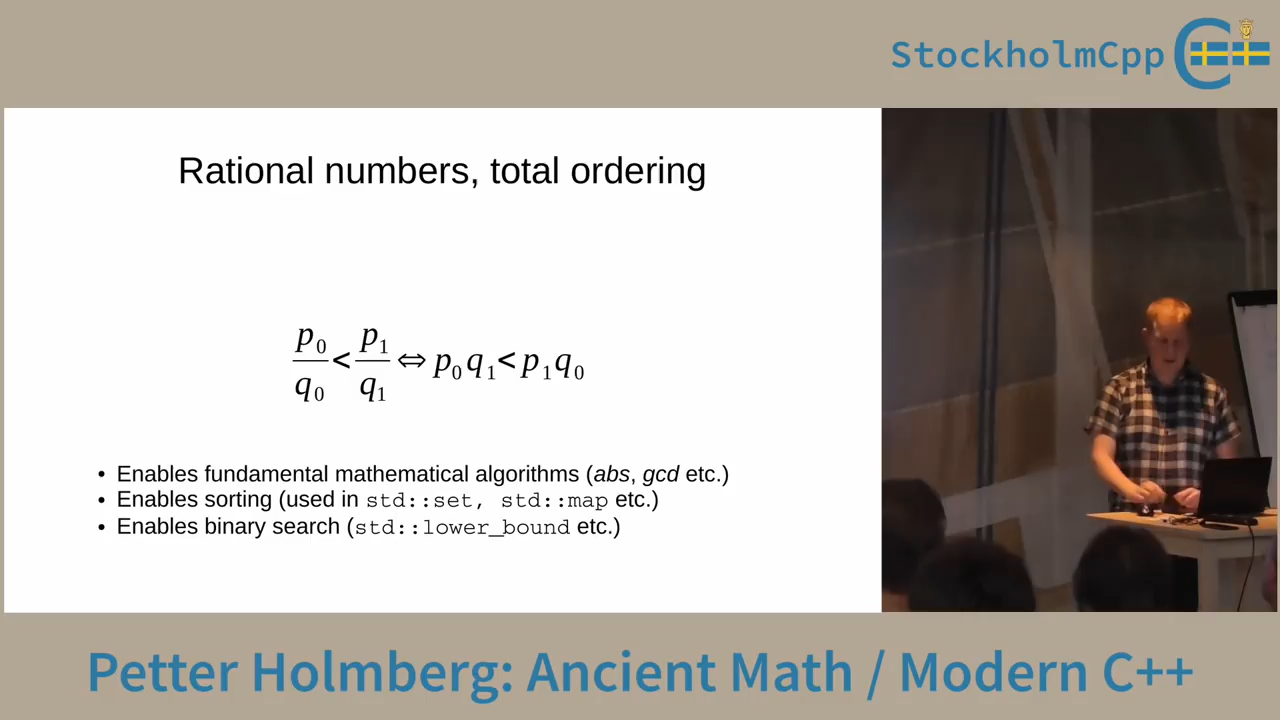 StockholmCpp
Rational numbers, total ordering
p₀/q₀ < p₁/q₁ ⇔ p₀q₁ < p₁q₀
• Enables fundamental mathematical algorithms (abs, gcd etc.)
• Enables sorting (used in std::set, std::map etc.)
• Enables binary search (std::lower_bound etc.)
Petter Holmberg: Ancient Math / Modern C++